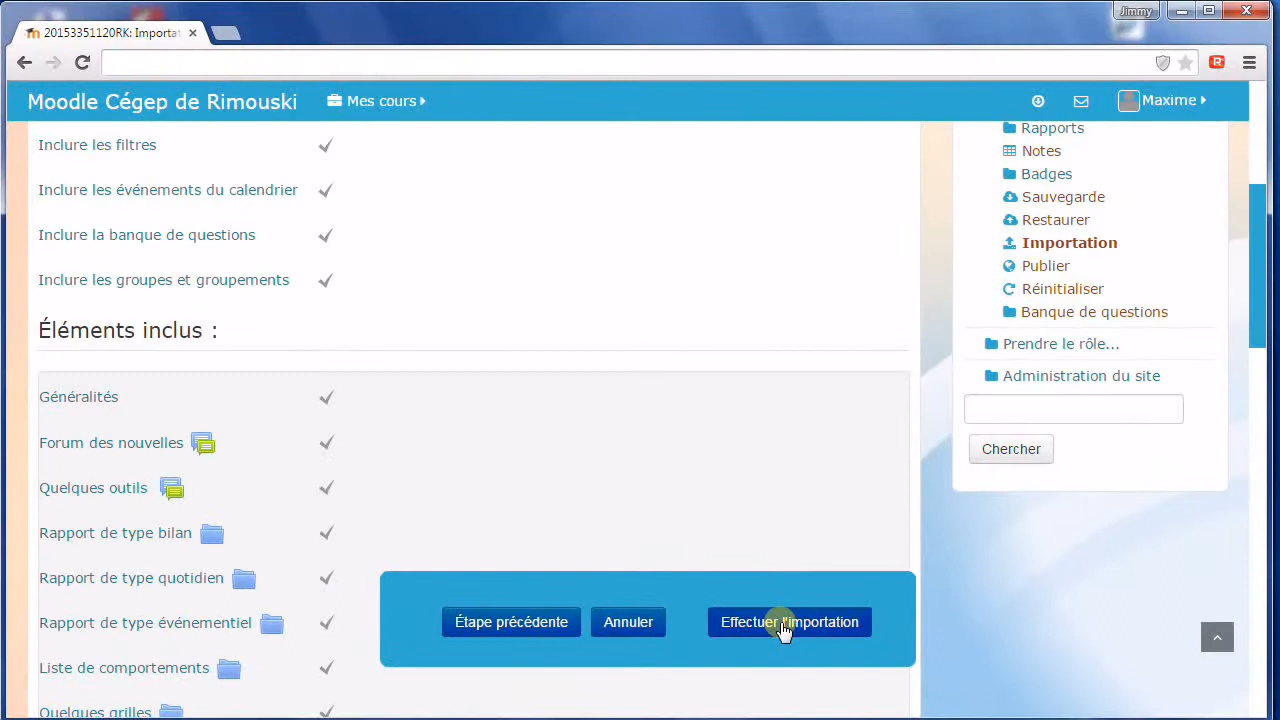 Jimmy
20153351120RK: Importat
Moodle Cégep de Rimouski
Mes cours
Maxime
Inclure les filtres
Inclure les événements du calendrier
Inclure la banque de questions
Inclure les groupes et groupements
Éléments inclus :
Généralités
Forum des nouvelles
Quelques outils
Rapport de type bilan
Rapport de type quotidien
Rapport de type événementiel
Liste de comportements
Quelques grilles
Étape précédente
Annuler
Effectuer l'importation
Rapports
Notes
Badges
Sauvegarde
Restaurer
Importation
Publier
Réinitialiser
Banque de questions
Prendre le rôle...
Administration du site
Chercher